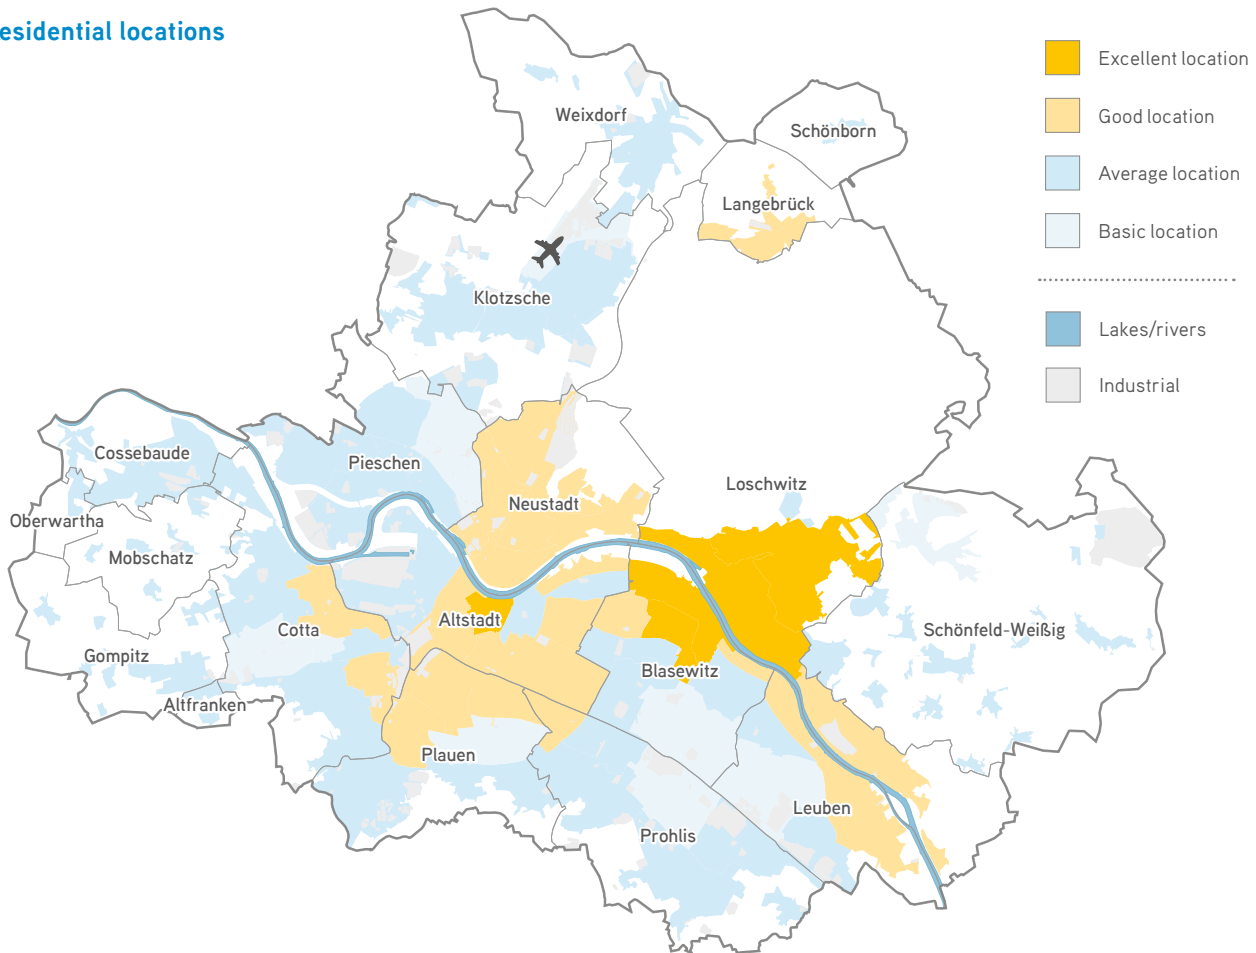 esidential locations
Excellent location
Good location
Average location
Basic location
Lakes/rivers
Industrial
Weixdorf
Schönborn
Langebrück
Klotzsche
Cossebaude
Pieschen
Loschwitz
Neustadt
Oberwartha
Mobschatz
Altstadt
Cotta
Schönfeld-Weißig
Gompitz
Blasewitz
Altfranken
Plauen
Leuben
Prohlis